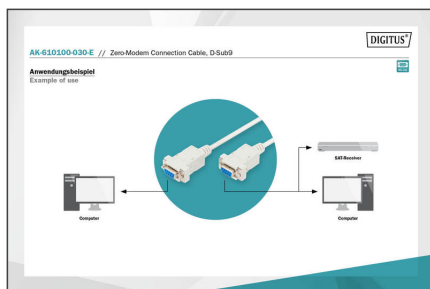 DIGITUS®
AK-610100-030-E // Zero-Modem Connection Cable, D-Sub9
Anwendungsbeispiel
Example of use
SAT-Receiver
Computer
Computer